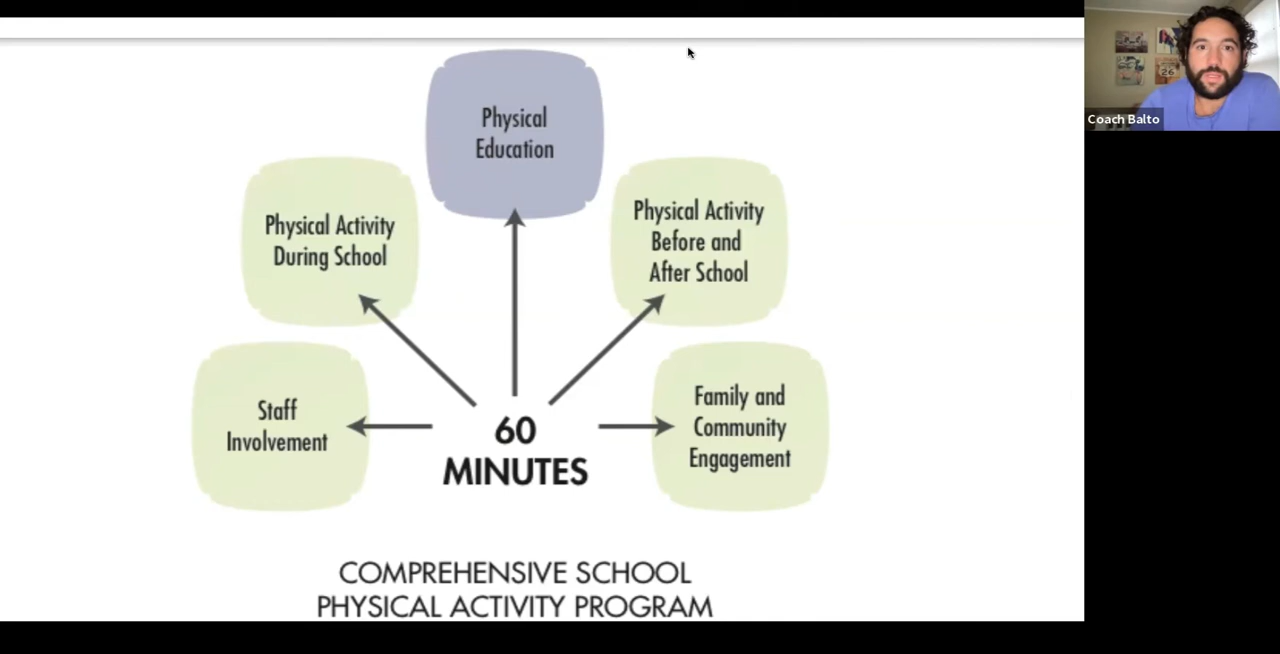 Physical
Education
Physical Activity
During School
Physical Activity
Before and
After School
Staff
Involvement
Family and
Community
Engagement
60
MINUTES
COMPREHENSIVE SCHOOL
PHYSICAL ACTIVITY PROGRAM
Coach Balto
26